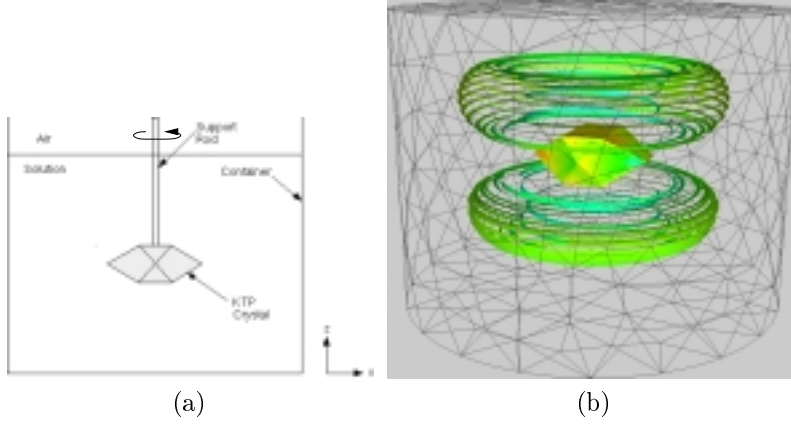 Air
Support
Rod
Solution
Container
KTP
Crystal
z
x
(a)
(b)